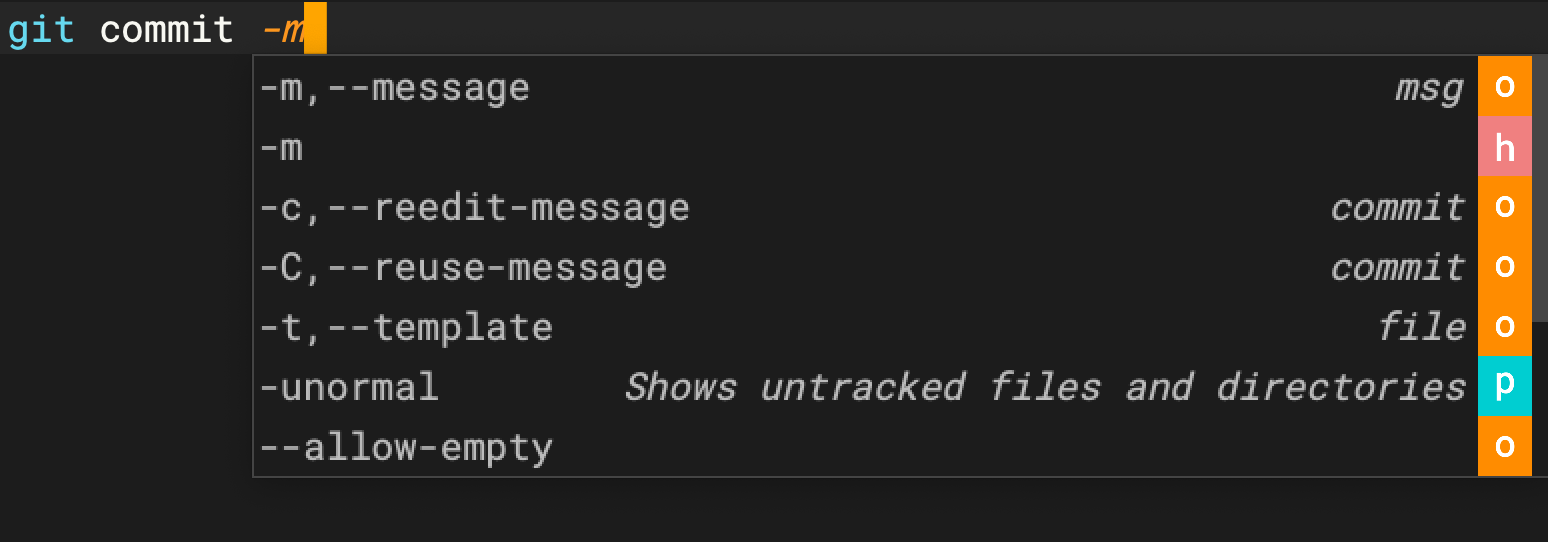 git commit -m
-m,--message msg o
-m h
-c,--reedit-message commit o
-C,--reuse-message commit o
-t,--template file o
-unormal Shows untracked files and directories p
--allow-empty o